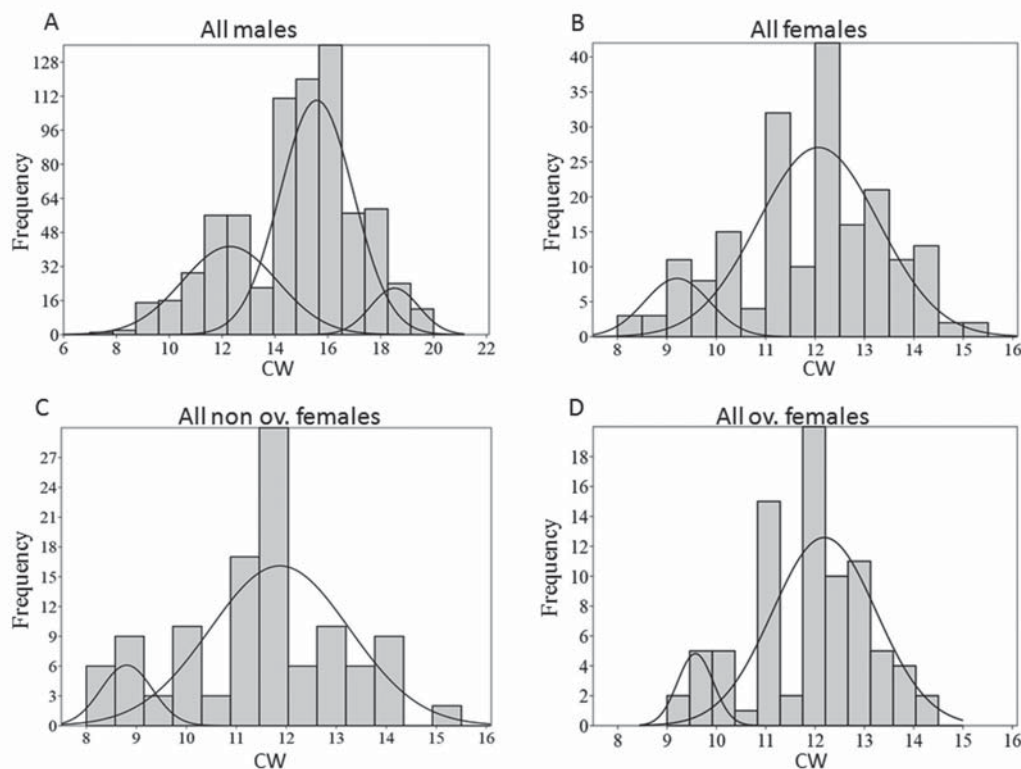 A
All males
128
112
96
80
64
48
32
16
0
Frequency
6 8 10 12 14 16 18 20 22
CW
B
All females
40
35
30
25
20
15
10
5
0
Frequency
8 9 10 11 12 13 14 15 16
CW
C
All non ov. females
27
24
21
18
15
12
9
6
3
0
Frequency
8 9 10 11 12 13 14 15 16
CW
D
All ov. females
18
16
14
12
10
8
6
4
2
0
Frequency
8 9 10 11 12 13 14 15 16
CW